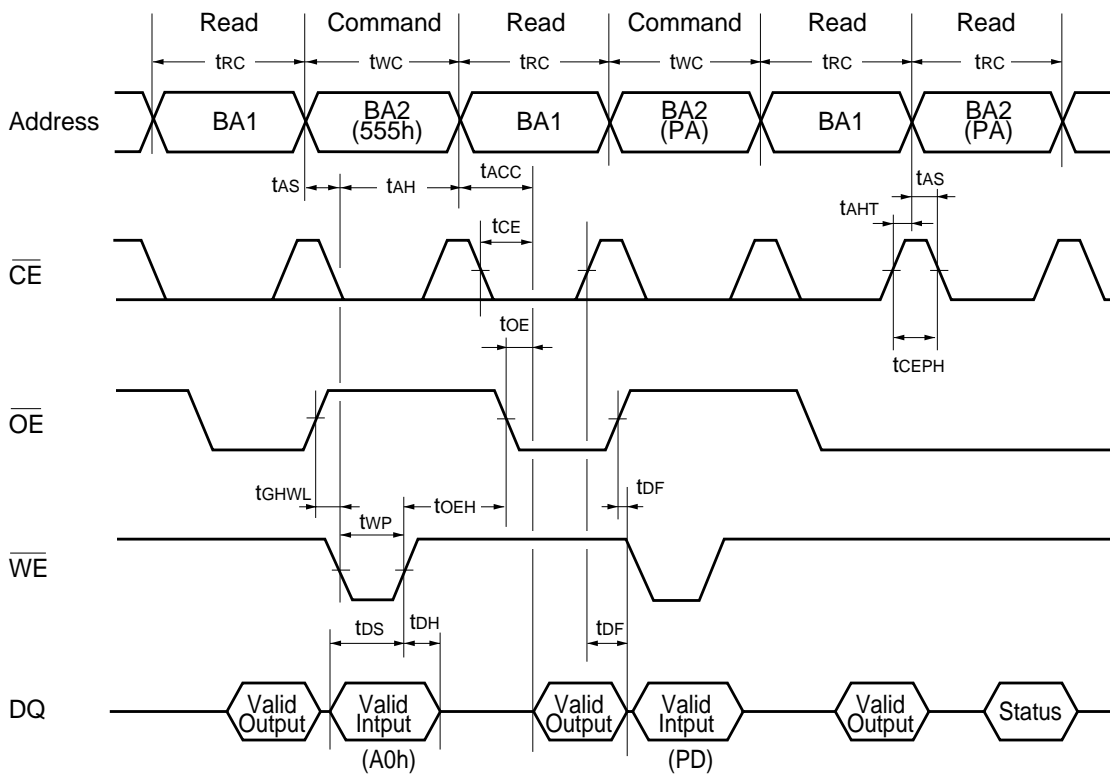 Read Command Read Command Read Read
tRC tWC tRC tWC tRC tRC
Address BA1 BA2 BA1 BA2 BA1 BA2
(555h) (PA) (PA)
tAS tAH tACC tAS
tAHT
tCE
CE
tOE
tCEPH
OE
tGHWL tWP tOEH tDF
WE
tDS tDH tDF
DQ Valid Valid Valid Valid Valid Status
Output Intput Output Intput Output
(A0h) (PD)